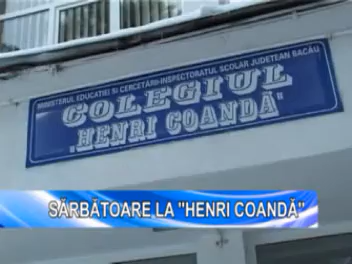 MINISTERUL EDUCAȚIEI ȘI CERCETĂRII-INSPECTORATUL ȘCOLAR JUDEȚEAN BACĂU
COLEGIUL
"HENRI COANDĂ"
SĂRBĂTOARE LA "HENRI COANDĂ"